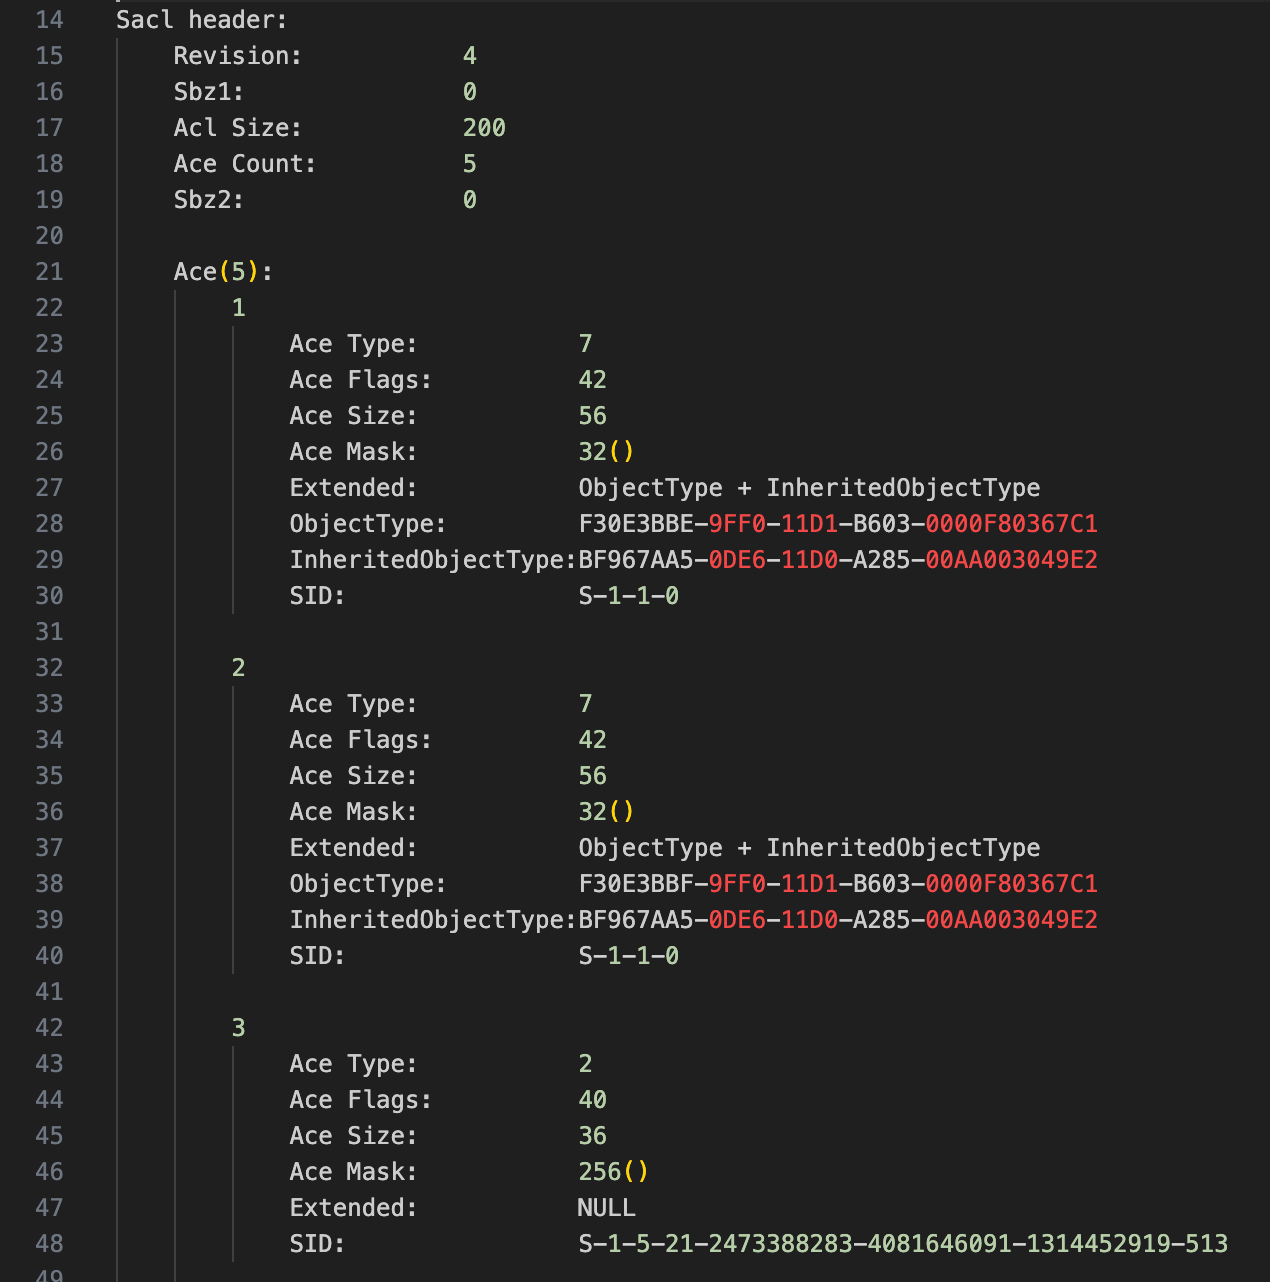 14 Sacl header:
15 Revision: 4
16 Sbz1: 0
17 Acl Size: 200
18 Ace Count: 5
19 Sbz2: 0
20
21 Ace(5):
22 1
23 Ace Type: 7
24 Ace Flags: 42
25 Ace Size: 56
26 Ace Mask: 32()
27 Extended: ObjectType + InheritedObjectType
28 ObjectType: F30E3BBE-9FF0-11D1-B603-0000F80367C1
29 InheritedObjectType:BF967AA5-0DE6-11D0-A285-00AA003049E2
30 SID: S-1-1-0
31
32 2
33 Ace Type: 7
34 Ace Flags: 42
35 Ace Size: 56
36 Ace Mask: 32()
37 Extended: ObjectType + InheritedObjectType
38 ObjectType: F30E3BBF-9FF0-11D1-B603-0000F80367C1
39 InheritedObjectType:BF967AA5-0DE6-11D0-A285-00AA003049E2
40 SID: S-1-1-0
41
42 3
43 Ace Type: 2
44 Ace Flags: 40
45 Ace Size: 36
46 Ace Mask: 256()
47 Extended: NULL
48 SID: S-1-5-21-2473388283-4081646091-1314452919-513
49